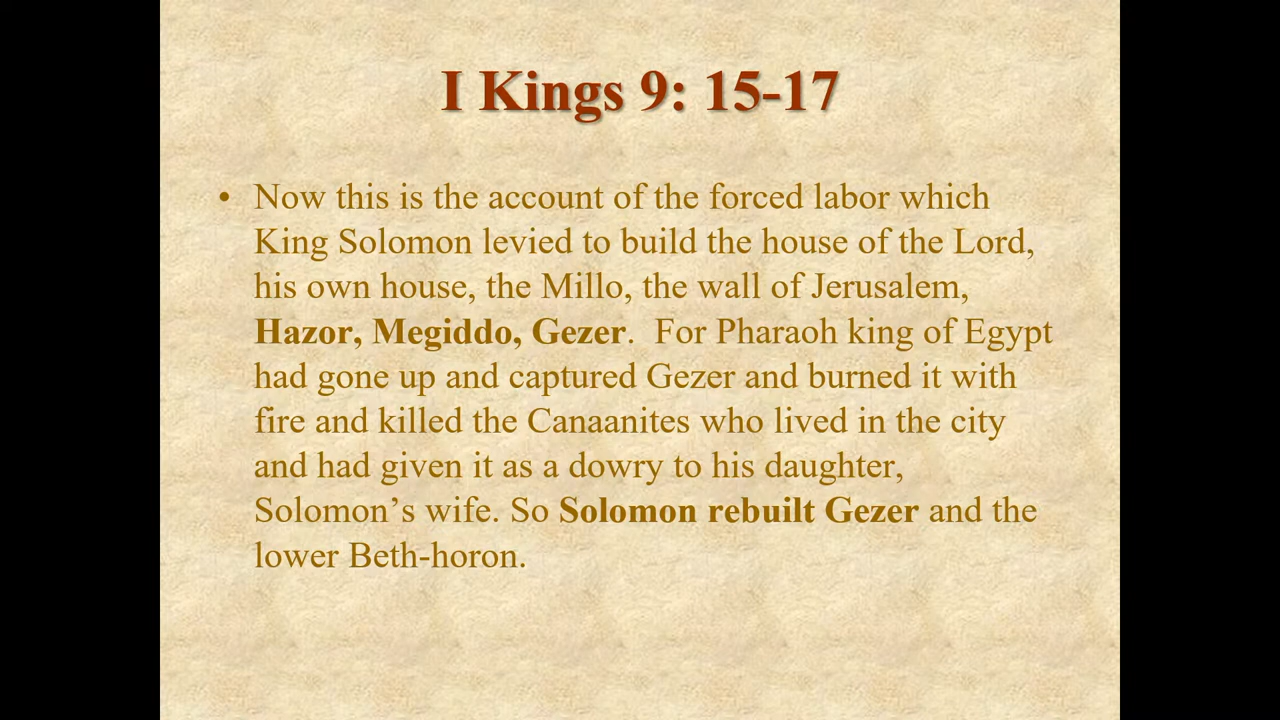 I Kings 9: 15-17
• Now this is the account of the forced labor which
King Solomon levied to build the house of the Lord,
his own house, the Millo, the wall of Jerusalem,
Hazor, Megiddo, Gezer.  For Pharaoh king of Egypt
had gone up and captured Gezer and burned it with
fire and killed the Canaanites who lived in the city
and had given it as a dowry to his daughter,
Solomon’s wife. So Solomon rebuilt Gezer and the
lower Beth-horon.